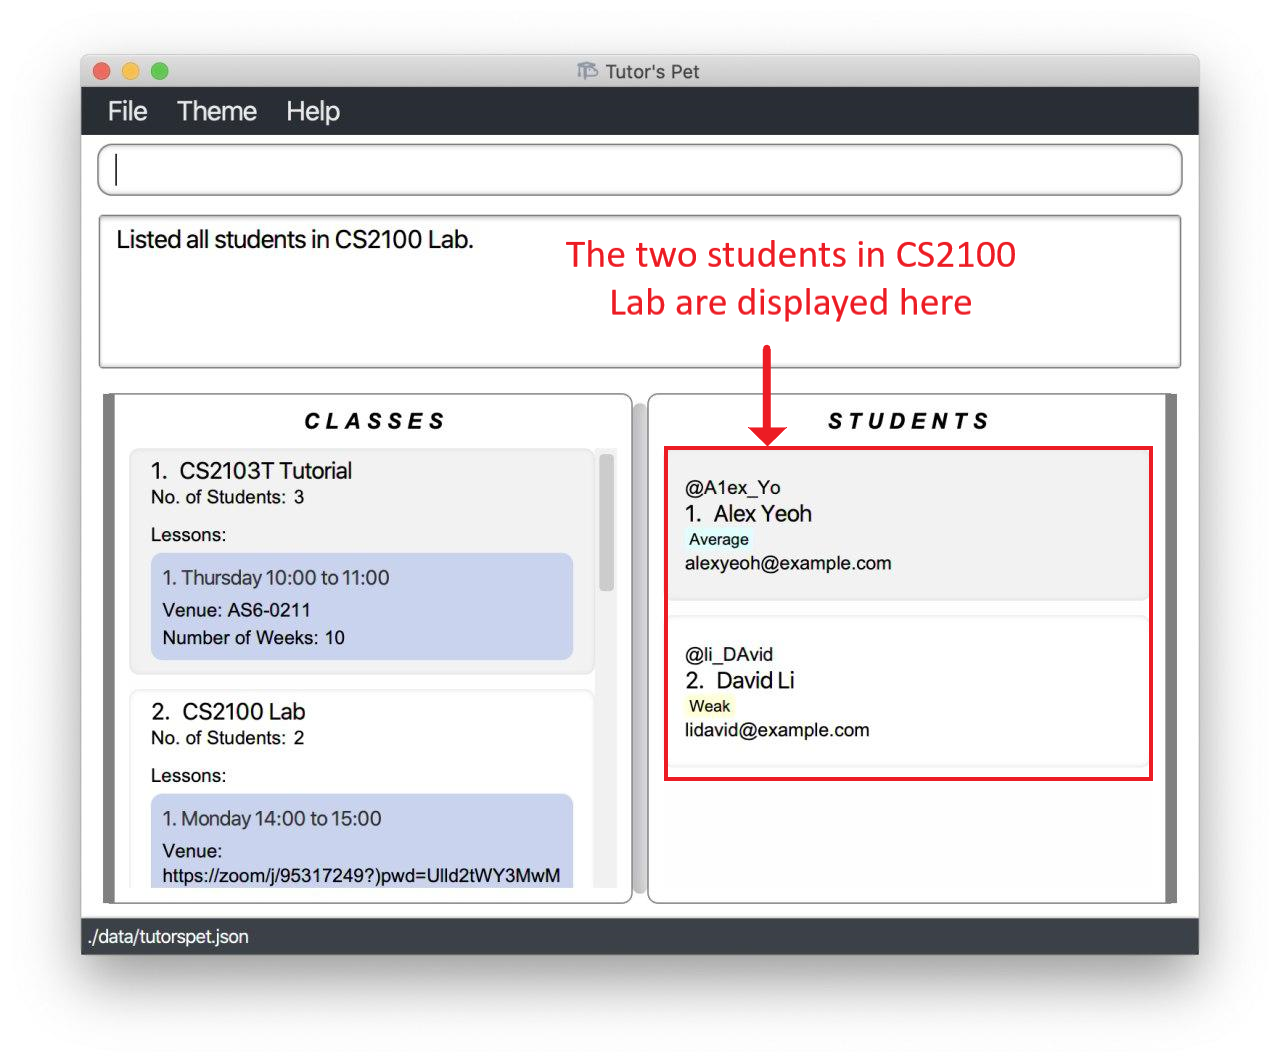 Tutor's Pet
File Theme Help
Listed all students in CS2100 Lab.
The two students in CS2100
Lab are displayed here
CLASSES
1. CS2103T Tutorial
No. of Students: 3
Lessons:
1. Thursday 10:00 to 11:00
Venue: AS6-0211
Number of Weeks: 10
2. CS2100 Lab
No. of Students: 2
Lessons:
1. Monday 14:00 to 15:00
Venue:
https://zoom/j/95317249?)pwd=Ulld2tWY3MwM
STUDENTS
@A1ex_Yo
1. Alex Yeoh
Average
alexyeoh@example.com
@li_DAvid
2. David Li
Weak
lidavid@example.com
./data/tutorspet.json